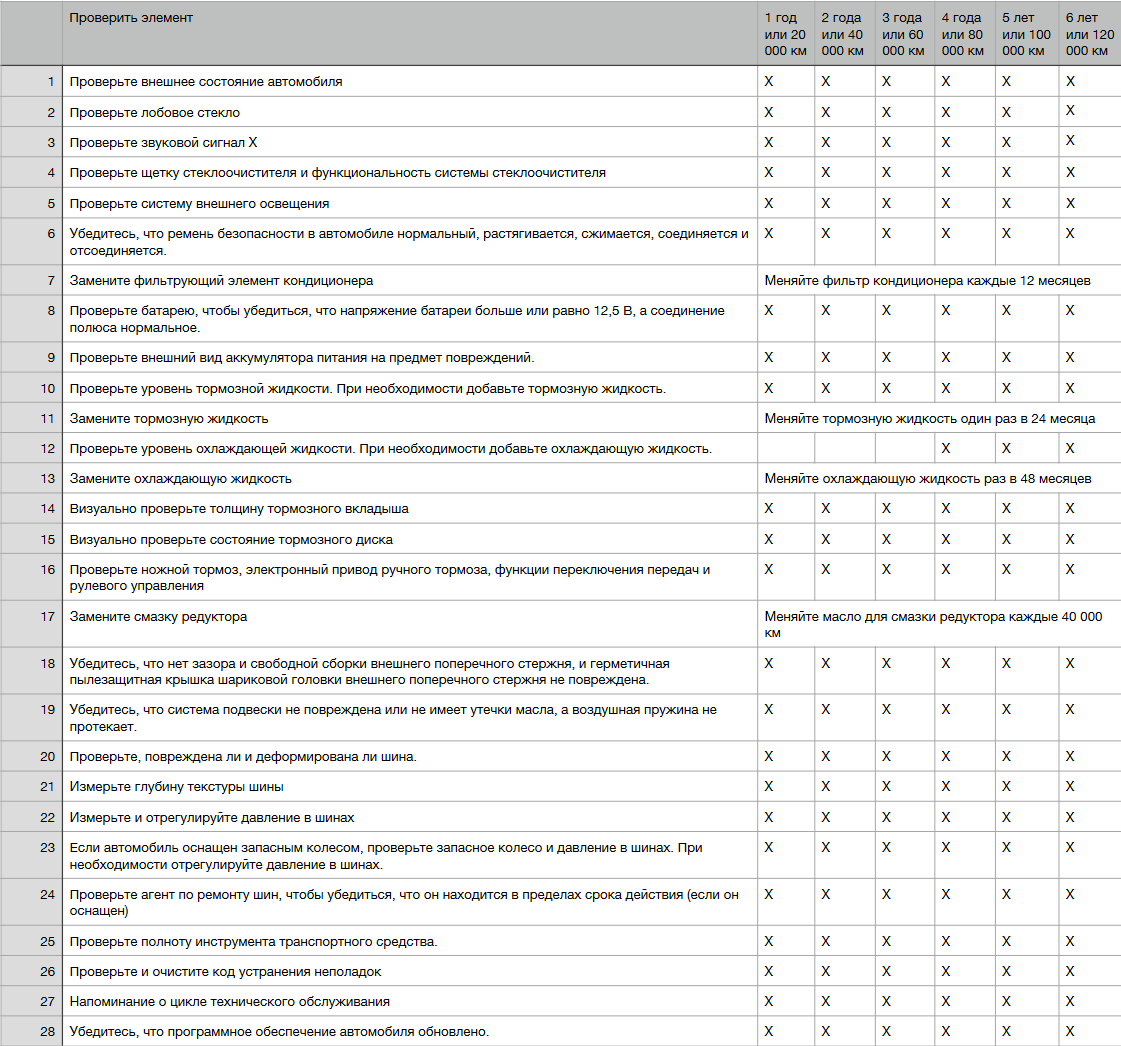 Проверить элемент
1 год
или 20
000 км
2 года
или 40
000 км
3 года
или 60
000 км
4 года
или 80
000 км
5 лет
или 100
000 км
6 лет
или 120
000 км
1 Проверьте внешнее состояние автомобиля X X X X X X
2 Проверьте лобовое стекло X X X X X X
3 Проверьте звуковой сигнал X X X X X X X
4 Проверьте щетку стеклоочистителя и функциональность системы стеклоочистителя X X X X X X
5 Проверьте систему внешнего освещения X X X X X X
6 Убедитесь, что ремень безопасности в автомобиле нормальный, растягивается, сжимается, соединяется и X X X X X X
отсоединяется.
7 Замените фильтрующий элемент кондиционера Меняйте фильтр кондиционера каждые 12 месяцев
8 Проверьте батарею, чтобы убедиться, что напряжение батареи больше или равно 12,5 В, а соединение X X X X X X
полюса нормальное.
9 Проверьте внешний вид аккумулятора питания на предмет повреждений. X X X X X X
10 Проверьте уровень тормозной жидкости. При необходимости добавьте тормозную жидкость. X X X X X X
11 Замените тормозную жидкость Меняйте тормозную жидкость один раз в 24 месяца
12 Проверьте уровень охлаждающей жидкости. При необходимости добавьте охлаждающую жидкость. X X X
13 Замените охлаждающую жидкость Меняйте охлаждающую жидкость раз в 48 месяцев
14 Визуально проверьте толщину тормозного вкладыша X X X X X X
15 Визуально проверьте состояние тормозного диска X X X X X X
16 Проверьте ножной тормоз, электронный привод ручного тормоза, функции переключения передач и X X X X X X
рулевого управления
17 Замените смазку редуктора Меняйте масло для смазки редуктора каждые 40 000
км
18 Убедитесь, что нет зазора и свободной сборки внешнего поперечного стержня, и герметичная X X X X X X
пылезащитная крышка шариковой головки внешнего поперечного стержня не повреждена.
19 Убедитесь, что система подвески не повреждена или не имеет утечки масла, а воздушная пружина не X X X X X X
протекает.
20 Проверьте, повреждена ли и деформирована ли шина. X X X X X X
21 Измерьте глубину текстуры шины X X X X X X
22 Измерьте и отрегулируйте давление в шинах X X X X X X
23 Если автомобиль оснащен запасным колесом, проверьте запасное колесо и давление в шинах. При X X X X X X
необходимости отрегулируйте давление в шинах.
24 Проверьте агент по ремонту шин, чтобы убедиться, что он находится в пределах срока действия (если он X X X X X X
оснащен)
25 Проверьте полноту инструмента транспортного средства. X X X X X X
26 Проверьте и очистите код устранения неполадок X X X X X X
27 Напоминание о цикле технического обслуживания X X X X X X
28 Убедитесь, что программное обеспечение автомобиля обновлено. X X X X X X